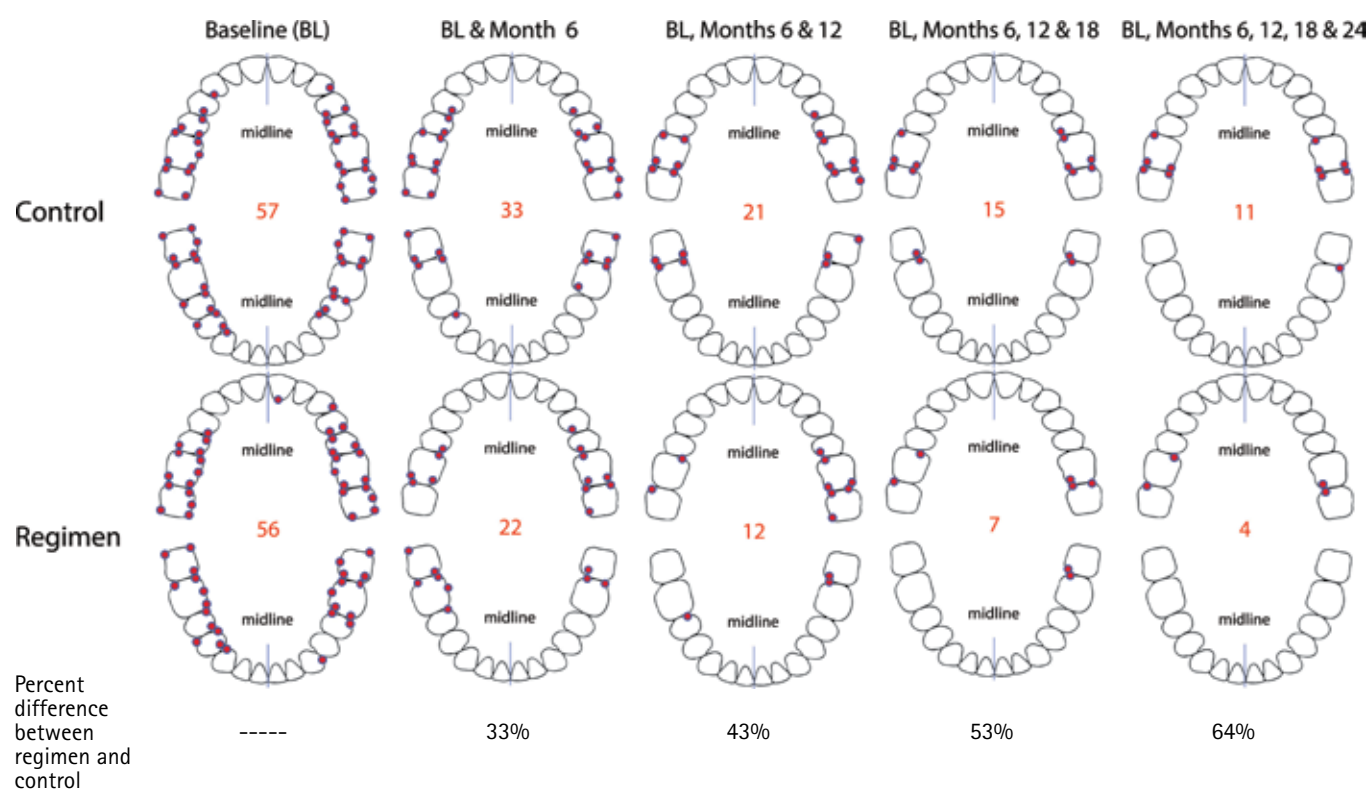 Baseline (BL)
BL & Month 6
BL, Months 6 & 12
BL, Months 6, 12 & 18
BL, Months 6, 12, 18 & 24
midline
midline
midline
midline
midline
Control
57
33
21
15
11
midline
midline
midline
midline
midline
midline
midline
midline
midline
midline
Regimen
56
22
12
7
4
midline
midline
midline
midline
midline
Percent
difference
between
regimen and
control
-----
33%
43%
53%
64%